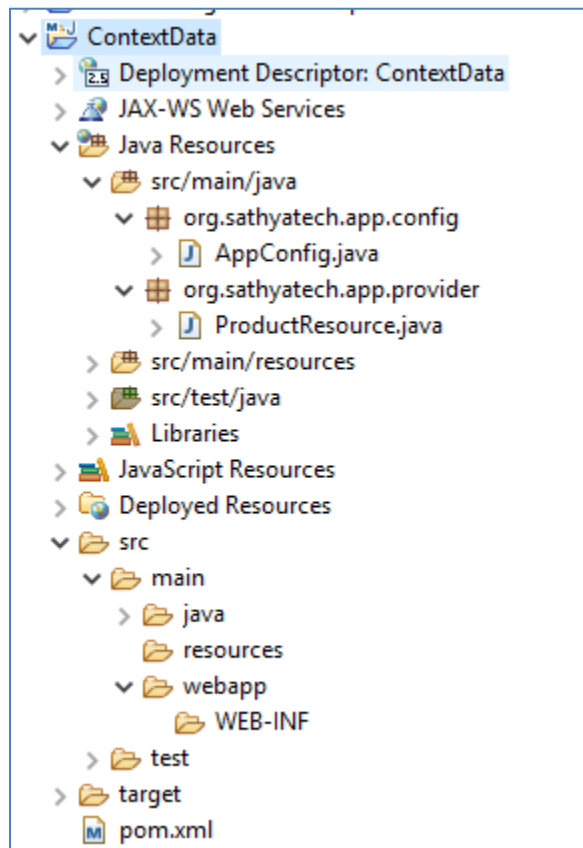 ContextData
Deployment Descriptor: ContextData
JAX-WS Web Services
Java Resources
src/main/java
org.sathyatech.app.config
AppConfig.java
org.sathyatech.app.provider
ProductResource.java
src/main/resources
src/test/java
Libraries
JavaScript Resources
Deployed Resources
src
main
java
resources
webapp
WEB-INF
test
target
pom.xml